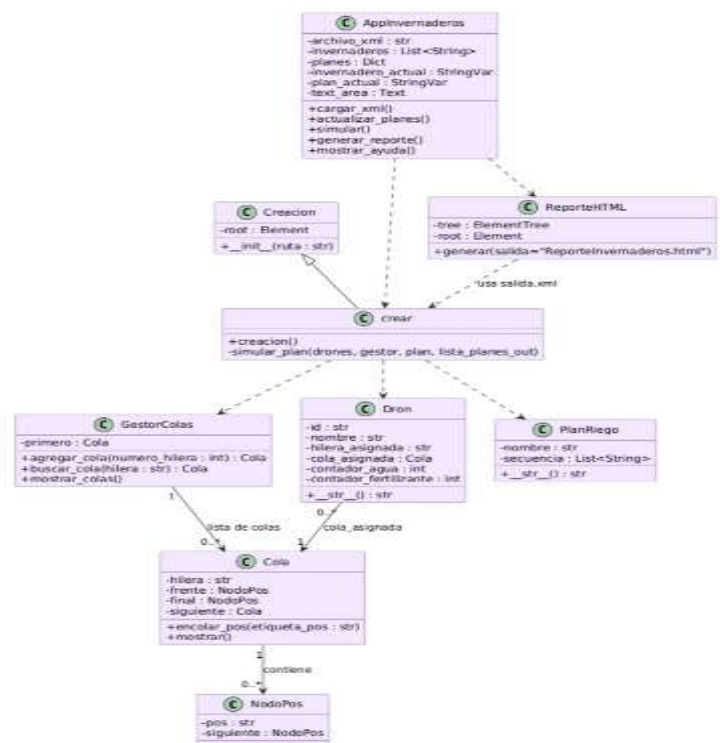 C AppInvernaderos
-archivo_xml : str
-invernaderos : List<String>
-planes : Dict
-invernadero_actual : StringVar
-plan_actual : StringVar
-text_area : Text
+cargar_xml()
+actualizar_planes()
+simular()
+generar_reporte()
+mostrar_ayuda()
C Creacion
-root : Element
+__init__(ruta : str)
C ReporteHTML
-tree : ElementTree
-root : Element
+generar(salida="ReporteInvernaderos.html")
usa salida.xml
C crear
+creacion()
-simular_plan(drones, gestor, plan, lista_planes_out)
C GestorColas
-primero : Cola
+agregar_cola(numero_hilera : int) : Cola
+buscar_cola(hilera : str) : Cola
+mostrar_colas()
C Dron
-id : str
-nombre : str
-hilera_asignada : str
-cola_asignada : Cola
-contador_agua : int
-contador_fertilizante : int
+__str__() : str
C PlanRiego
-nombre : str
-secuencia : List<String>
+__str__() : str
1
lista de colas
0..*
0..*
cola_asignada
1
C Cola
-hilera : str
-frente : NodoPos
-final : NodoPos
-siguiente : Cola
+encolar_pos(etiqueta_pos : str)
+mostrar()
1
contiene
0..*
C NodoPos
-pos : str
-siguiente : NodoPos